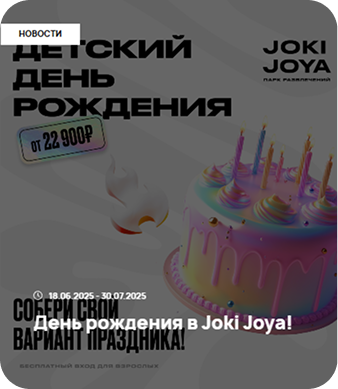 НОВОСТИ
ДЕТСКИЙ
ДЕНЬ
РОЖДЕНИЯ
JOKI
JOYA
ПАРК РАЗВЛЕЧЕНИЙ
ОТ 22 900₽
18.06.2025 - 30.07.2025
День рождения в Joki Joya!
СОБЕРИ СВОЙ
ВАРИАНТ ПРАЗДНИКА!
БЕСПЛАТНЫЙ ВХОД ДЛЯ ВЗРОСЛЫХ